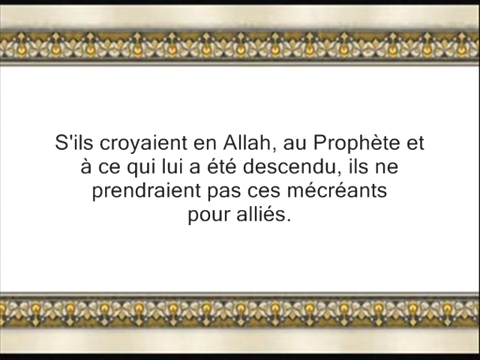 S'ils croyaient en Allah, au Prophète et
à ce qui lui a été descendu, ils ne
prendraient pas ces mécréants
pour alliés.